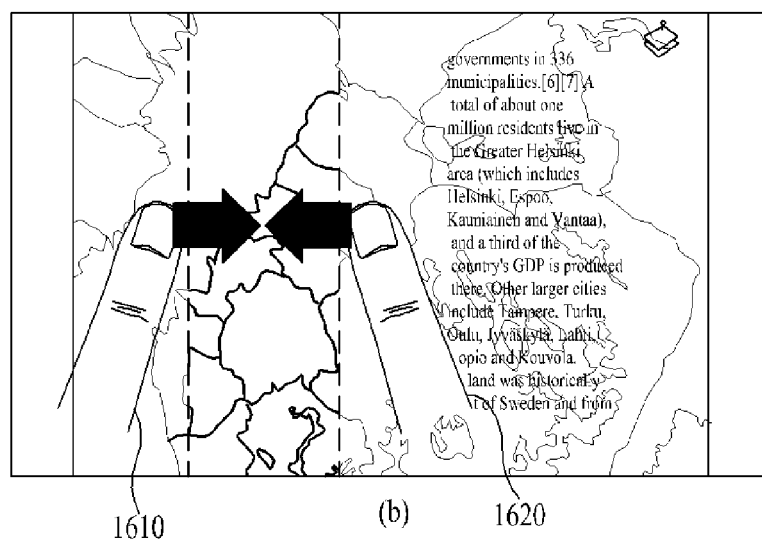 governments in 336
municipalities.[6][7] A
total of about one
million residents live in
the Greater Helsinki
area (which includes
Helsinki, Espoo,
Kauniainen and Vantaa),
and a third of the
country's GDP is produced
there. Other larger cities
include Tampere, Turku,
Oulu, Jyväskylä, Lahti,
opio and Kouvola.
land was historically
of Sweden and from
1610
(b)
1620